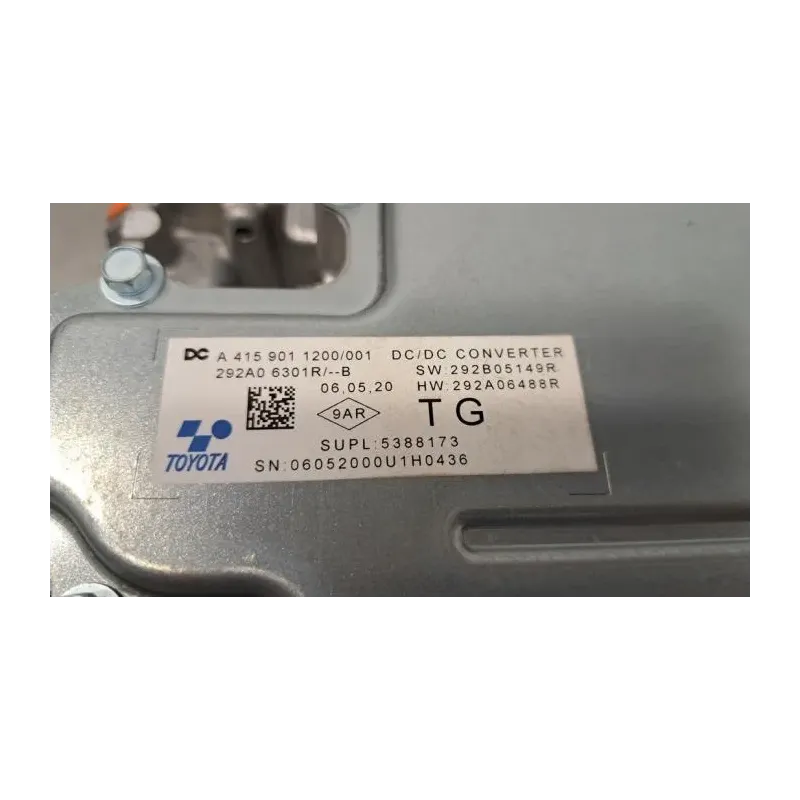 DC A 415 901 1200/001 DC/DC CONVERTER
292A0 6301R/--B SW:292B05149R
06,05,20 HW:292A06488R
9AR TG
SUPL:5388173
TOYOTA SN:06052000U1H0436